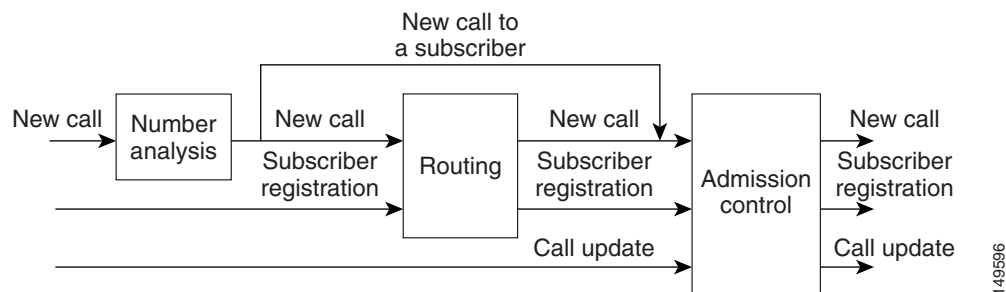 New call to
a subscriber
New call
Number
analysis
New call
Subscriber
registration
Routing
New call
Subscriber
registration
Call update
Admission
control
New call
Subscriber
registration
Call update
149596